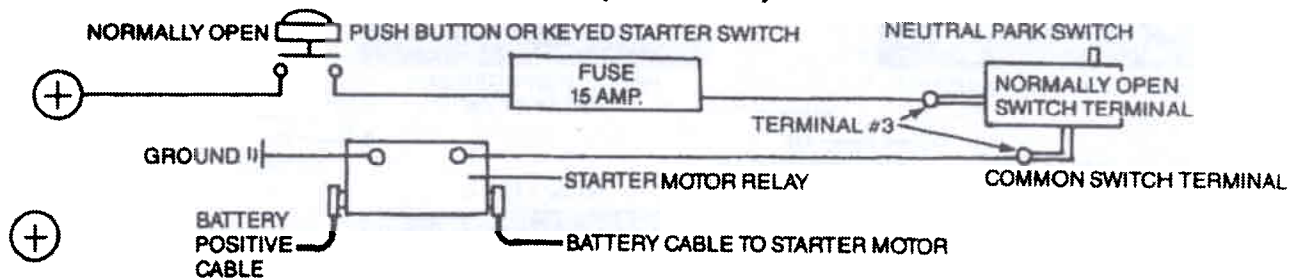 NORMALLY OPEN
PUSH BUTTON OR KEYED STARTER SWITCH
NEUTRAL PARK SWITCH
+
FUSE
15 AMP.
NORMALLY OPEN
SWITCH TERMINAL
TERMINAL #3
GROUND
STARTER MOTOR RELAY
COMMON SWITCH TERMINAL
+
BATTERY
POSITIVE
CABLE
BATTERY CABLE TO STARTER MOTOR